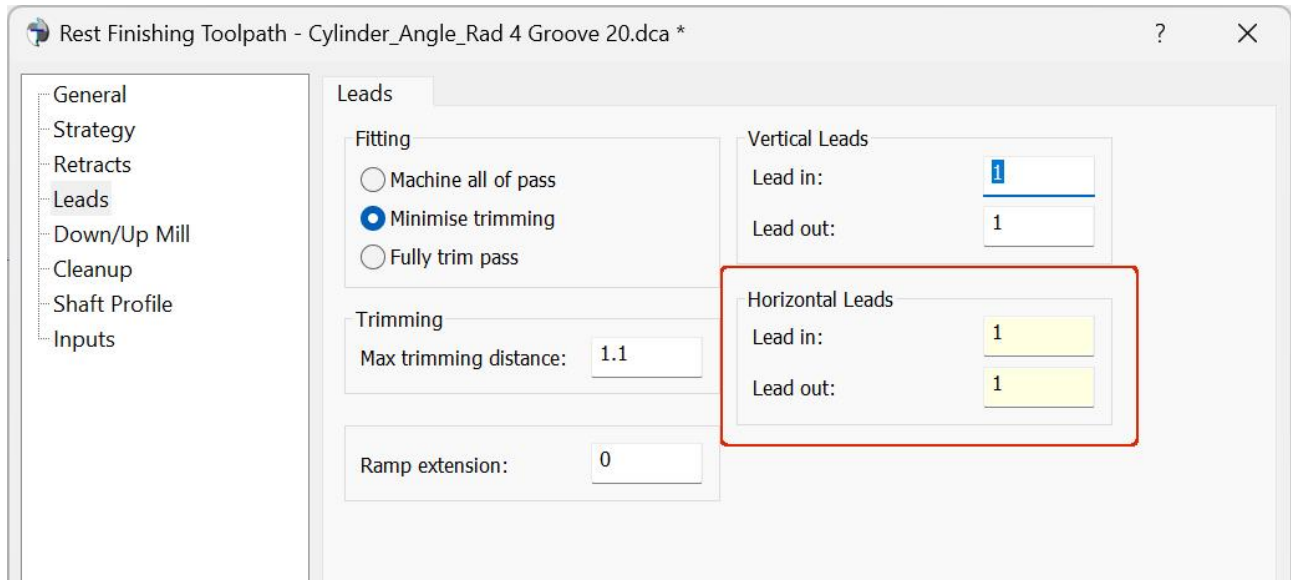 Rest Finishing Toolpath - Cylinder_Angle_Rad 4 Groove 20.dca *
?
General
Strategy
Retracts
Leads
Down/Up Mill
Cleanup
Shaft Profile
Inputs
Leads
Fitting
Machine all of pass
Minimise trimming
Fully trim pass
Trimming
Max trimming distance: 1.1
Ramp extension: 0
Vertical Leads
Lead in: 1
Lead out: 1
Horizontal Leads
Lead in: 1
Lead out: 1